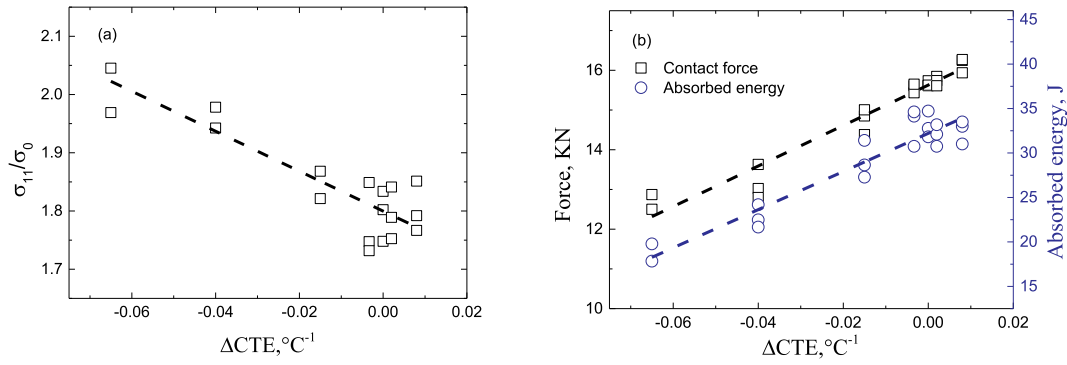 (a)
2.1
2.0
1.9
1.8
1.7
σ11/σ0
-0.06 -0.04 -0.02 0.00 0.02
ΔCTE,°C-1
(b)
Contact force
Absorbed energy
16
14
12
10
Force, KN
45
40
35
30
25
20
15
Absorbed energy, J
-0.06 -0.04 -0.02 0.00 0.02
ΔCTE,°C-1